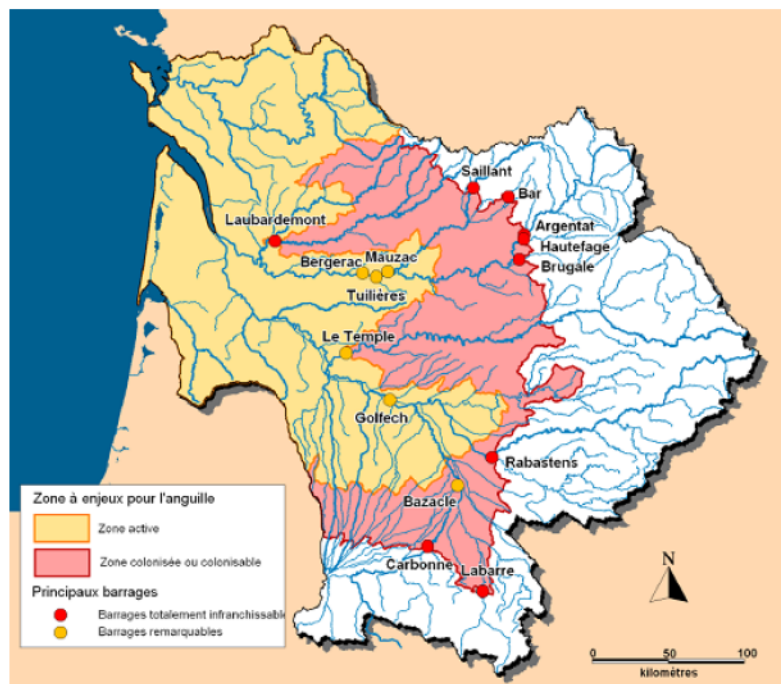 Saillant
Bar
Argentat
Hautefage
Brugale
Laubardemont
Bergerac
Mauzac
Tuilières
Le Temple
Golfech
Rabastens
Bazacle
Carbonne
Labarre
Zone à enjeux pour l'anguille
Zone active
Zone colonisée ou colonisable
Principaux barrages
Barrages totalement infranchissable
Barrages remarquables
N
0 50 100
kilomètres